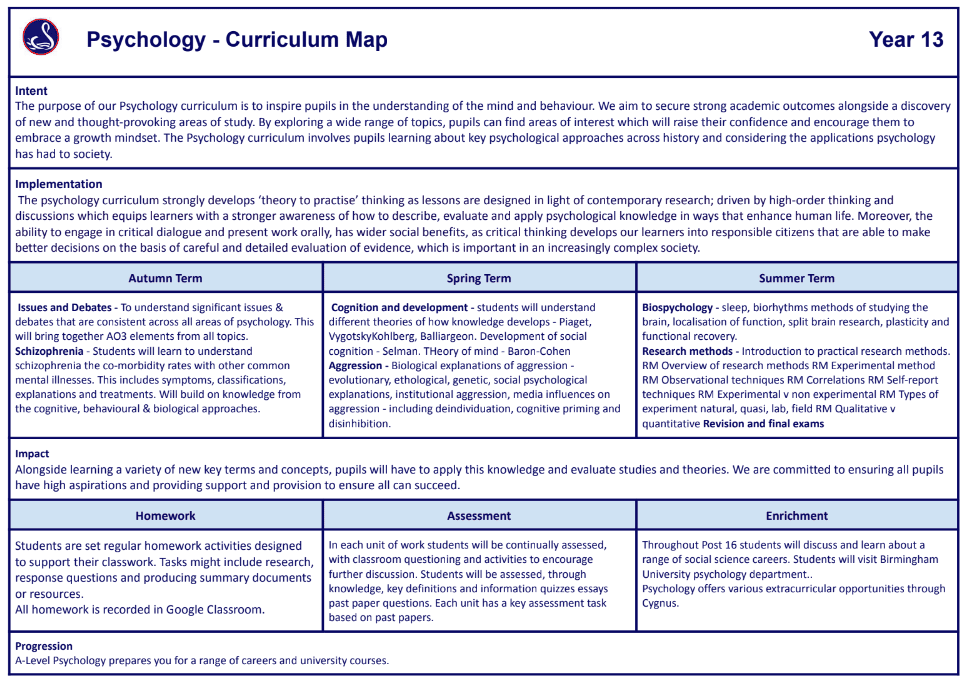 Psychology - Curriculum Map
Year 13
Intent
The purpose of our Psychology curriculum is to inspire pupils in the understanding of the mind and behaviour. We aim to secure strong academic outcomes alongside a discovery
of new and thought-provoking areas of study. By exploring a wide range of topics, pupils can find areas of interest which will raise their confidence and encourage them to
embrace a growth mindset. The Psychology curriculum involves pupils learning about key psychological approaches across history and considering the applications psychology
has had to society.
Implementation
The psychology curriculum strongly develops ‘theory to practise’ thinking as lessons are designed in light of contemporary research; driven by high-order thinking and
discussions which equips learners with a stronger awareness of how to describe, evaluate and apply psychological knowledge in ways that enhance human life. Moreover, the
ability to engage in critical dialogue and present work orally, has wider social benefits, as critical thinking develops our learners into responsible citizens that are able to make
better decisions on the basis of careful and detailed evaluation of evidence, which is important in an increasingly complex society.
Autumn Term
Issues and Debates - To understand significant issues &
debates that are consistent across all areas of psychology. This
will bring together AO3 elements from all topics.
Schizophrenia - Students will learn to understand
schizophrenia the co-morbidity rates with other common
mental illnesses. This includes symptoms, classifications,
explanations and treatments. Will build on knowledge from
the cognitive, behavioural & biological approaches.
Spring Term
Cognition and development - students will understand
different theories of how knowledge develops - Piaget,
VygotskyKohlberg, Balliargeon. Development of social
cognition - Selman. THeory of mind - Baron-Cohen
Aggression - Biological explanations of aggression -
evolutionary, ethological, genetic, social psychological
explanations, institutional aggression, media influences on
aggression - including deindividuation, cognitive priming and
disinhibition.
Summer Term
Biospychology - sleep, biorhythms methods of studying the
brain, localisation of function, split brain research, plasticity and
functional recovery.
Research methods - Introduction to practical research methods.
RM Overview of research methods RM Experimental method
RM Observational techniques RM Correlations RM Self-report
techniques RM Experimental v non experimental RM Types of
experiment natural, quasi, lab, field RM Qualitative v
quantitative Revision and final exams
Impact
Alongside learning a variety of new key terms and concepts, pupils will have to apply this knowledge and evaluate studies and theories. We are committed to ensuring all pupils
have high aspirations and providing support and provision to ensure all can succeed.
Homework
Students are set regular homework activities designed
to support their classwork. Tasks might include research,
response questions and producing summary documents
or resources.
All homework is recorded in Google Classroom.
Assessment
In each unit of work students will be continually assessed,
with classroom questioning and activities to encourage
further discussion. Students will be assessed, through
knowledge, key definitions and information quizzes essays
past paper questions. Each unit has a key assessment task
based on past papers.
Enrichment
Throughout Post 16 students will discuss and learn about a
range of social science careers. Students will visit Birmingham
University psychology department..
Psychology offers various extracurricular opportunities through
Cygnus.
Progression
A-Level Psychology prepares you for a range of careers and university courses.